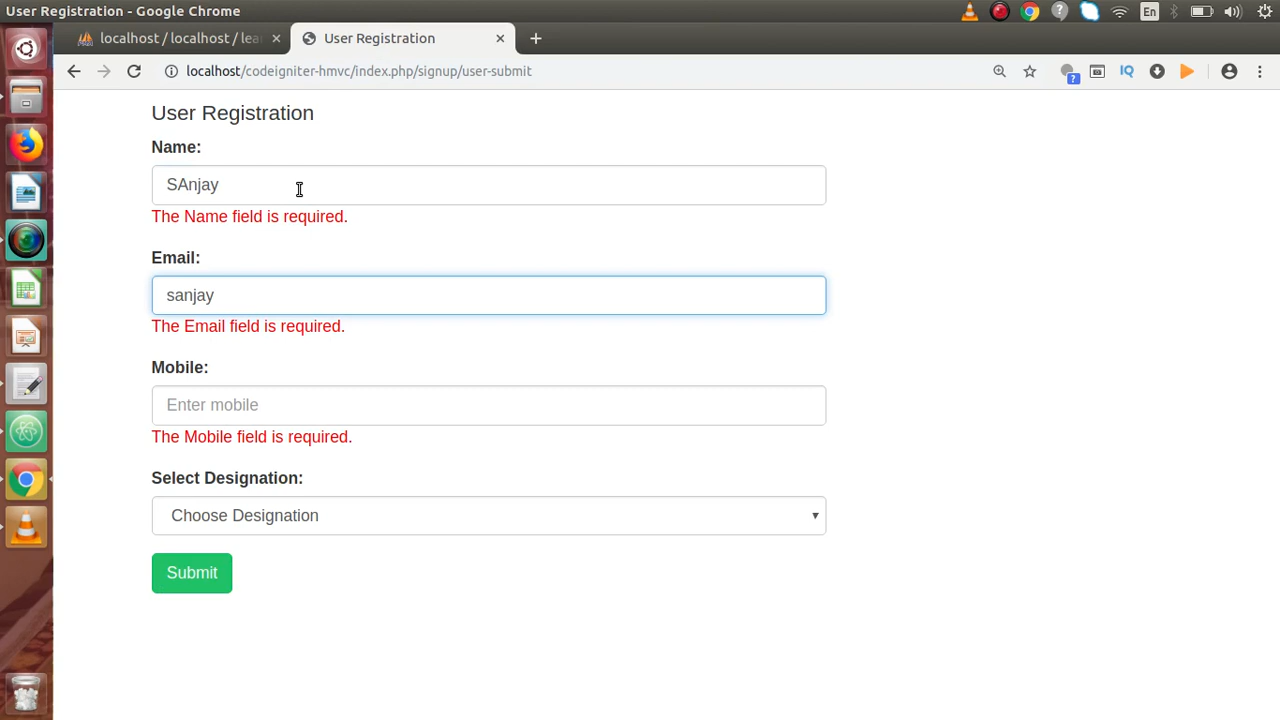 User Registration - Google Chrome
En
localhost / localhost / lea
User Registration
localhost/codeigniter-hmvc/index.php/signup/user-submit
IQ
User Registration
Name:
SAnjay
The Name field is required.
Email:
sanjay
The Email field is required.
Mobile:
Enter mobile
The Mobile field is required.
Select Designation:
Choose Designation
Submit